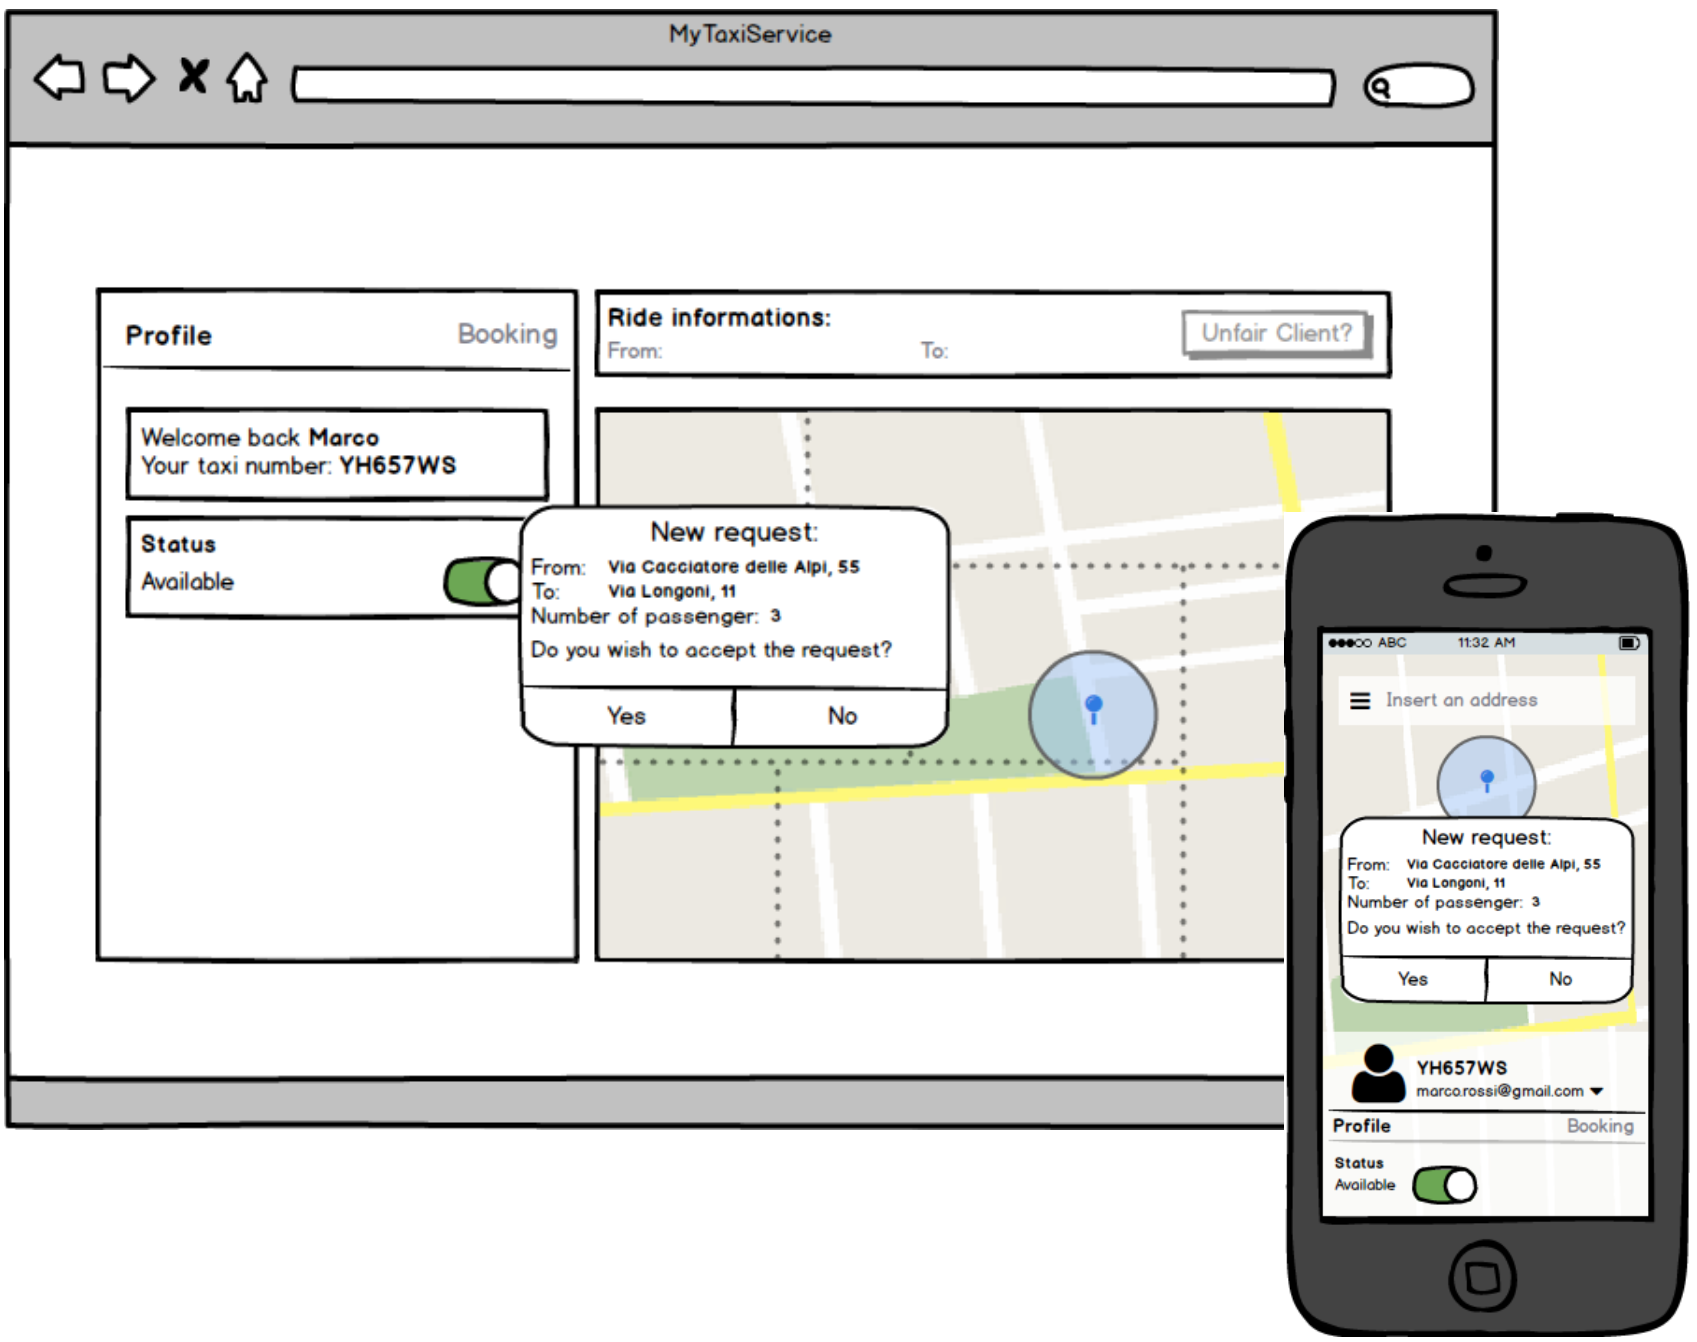 MyTaxiService
Profile Booking
Welcome back Marco
Your taxi number: YH657WS
Status
Available
Ride informations:
From: To:
Unfair Client?
New request:
From: Via Cacciatore delle Alpi, 55
To: Via Longoni, 11
Number of passenger: 3
Do you wish to accept the request?
Yes No
ABC 11:32 AM
Insert an address
New request:
From: Via Cacciatore delle Alpi, 55
To: Via Longoni, 11
Number of passenger: 3
Do you wish to accept the request?
Yes No
YH657WS
marco.rossi@gmail.com
Profile Booking
Status
Available